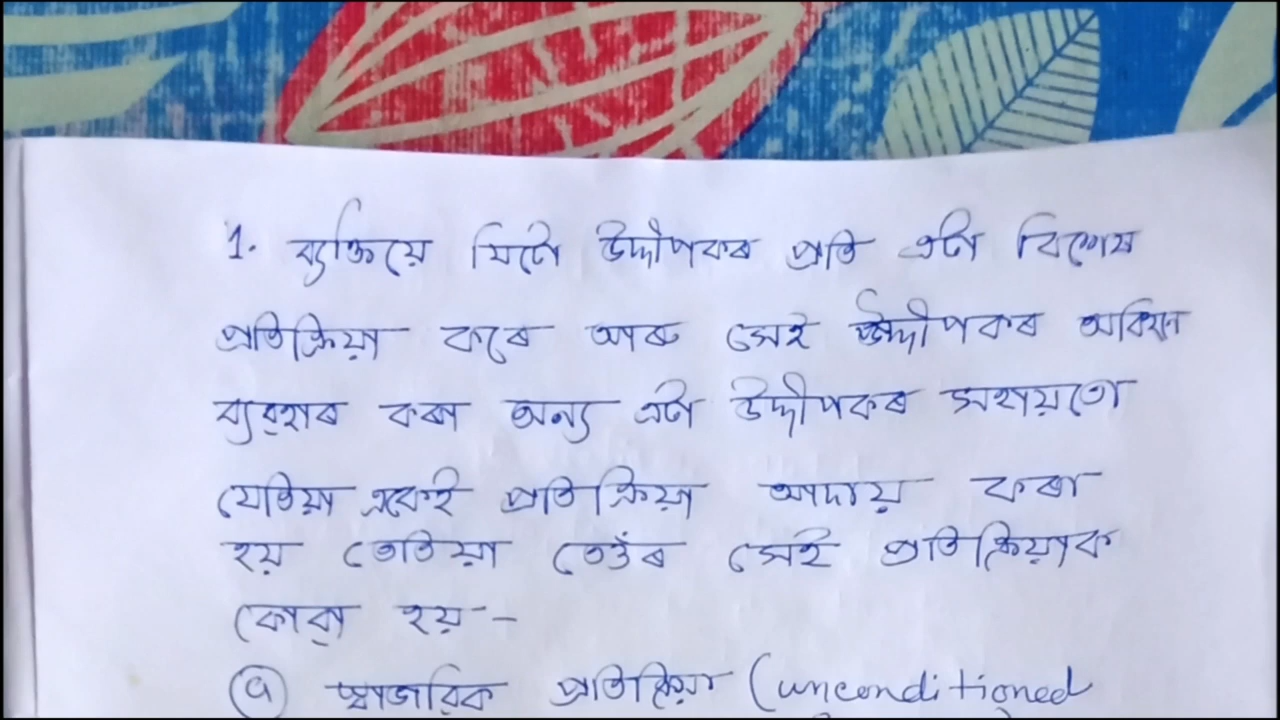 1. ব্যক্তিয়ে যিটো উদ্দীপকৰ প্ৰতি এটা বিশেষ
প্ৰতিক্ৰিয়া কৰে আৰু সেই উদ্দীপকৰ অবিহনে
ব্যৱহাৰ কৰা অন্য এটা উদ্দীপকৰ সহায়তো
যেতিয়া একেই প্ৰতিক্ৰিয়া আদায় কৰা
হয় তেতিয়া তেওঁৰ সেই প্ৰতিক্ৰিয়াক
কোৱা হয় -
(a) প্ৰতিক্ৰিয়া (unconditioned